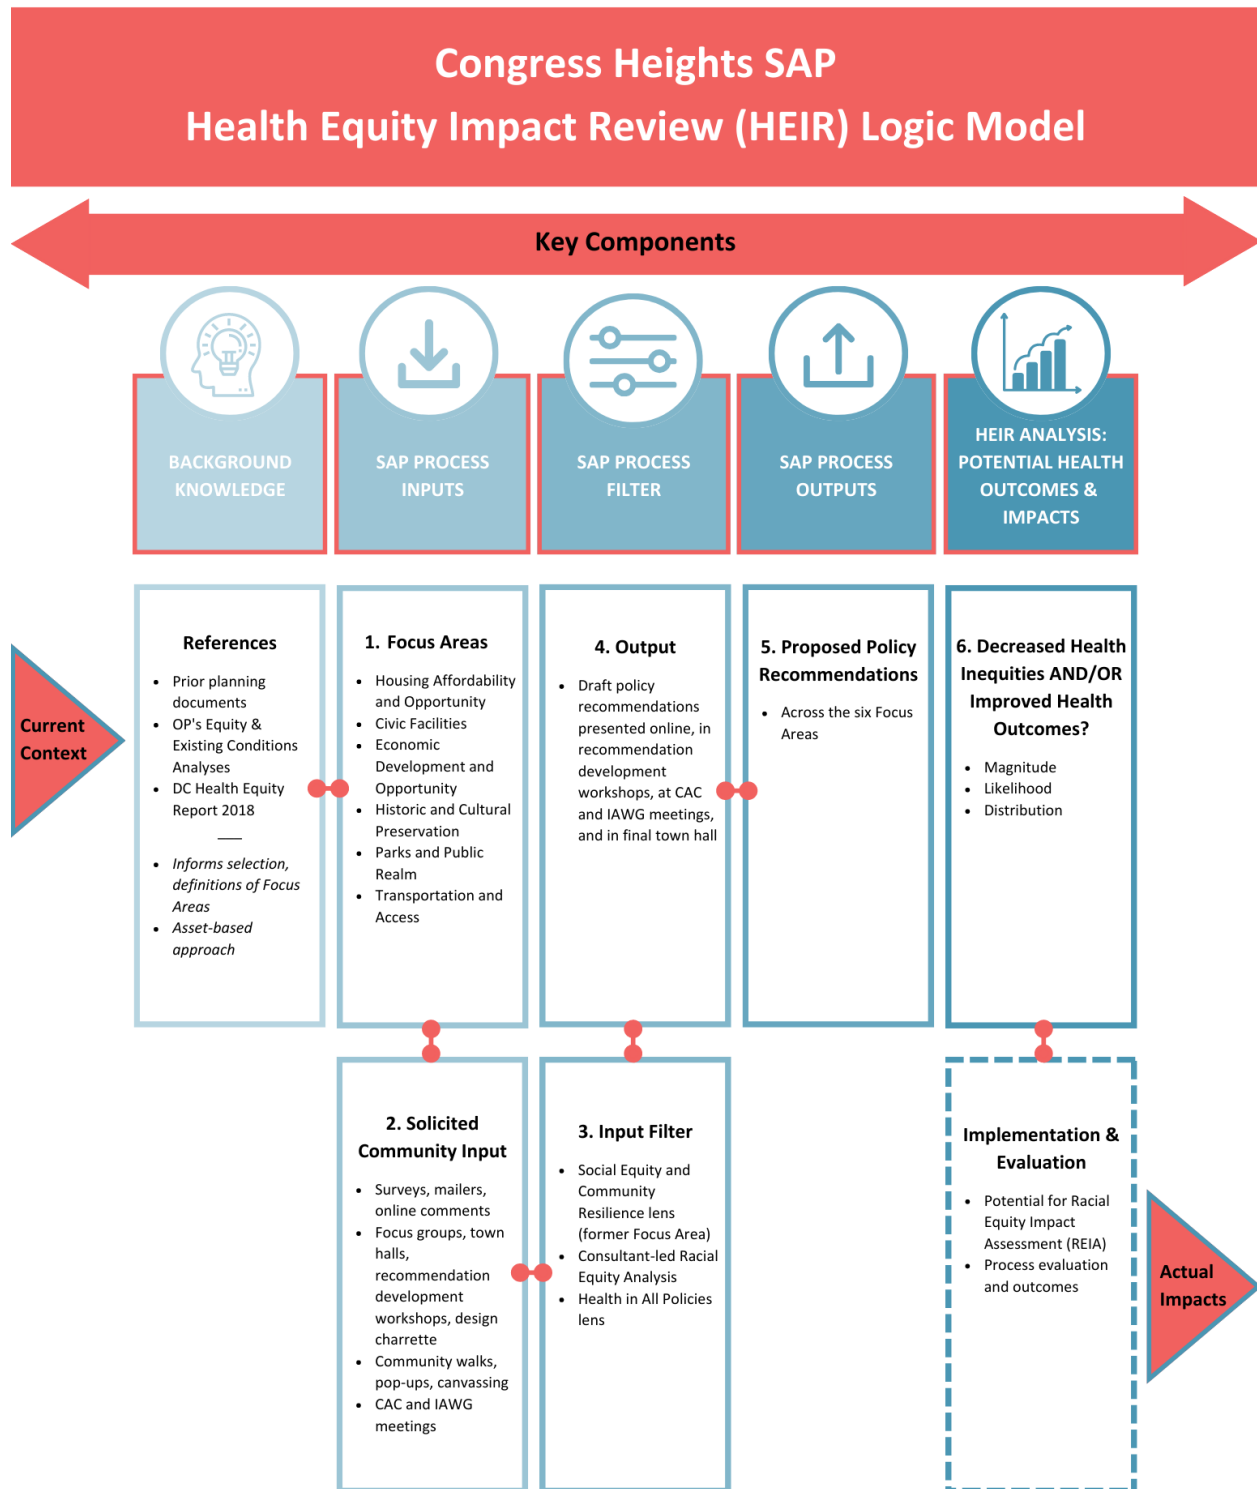 Congress Heights SAP
Health Equity Impact Review (HEIR) Logic Model
Key Components
BACKGROUND
KNOWLEDGE
SAP PROCESS
INPUTS
SAP PROCESS
FILTER
SAP PROCESS
OUTPUTS
HEIR ANALYSIS:
POTENTIAL HEALTH
OUTCOMES &
IMPACTS
Current
Context
References
• Prior planning
documents
• OP's Equity &
Existing Conditions
Analyses
• DC Health Equity
Report 2018
• Informs selection,
definitions of Focus
Areas
• Asset-based
approach
1. Focus Areas
• Housing Affordability
and Opportunity
• Civic Facilities
• Economic
Development and
Opportunity
• Historic and Cultural
Preservation
• Parks and Public
Realm
• Transportation and
Access
2. Solicited
Community Input
• Surveys, mailers,
online comments
• Focus groups, town
halls,
recommendation
development
workshops, design
charrette
• Community walks,
pop-ups, canvassing
• CAC and IAWG
meetings
3. Input Filter
• Social Equity and
Community
Resilience lens
(former Focus Area)
• Consultant-led Racial
Equity Analysis
• Health in All Policies
lens
4. Output
• Draft policy
recommendations
presented online, in
recommendation
development
workshops, at CAC
and IAWG meetings,
and in final town hall
5. Proposed Policy
Recommendations
• Across the six Focus
Areas
6. Decreased Health
Inequities AND/OR
Improved Health
Outcomes?
• Magnitude
• Likelihood
• Distribution
Implementation &
Evaluation
• Potential for Racial
Equity Impact
Assessment (REIA)
• Process evaluation
and outcomes
Actual
Impacts